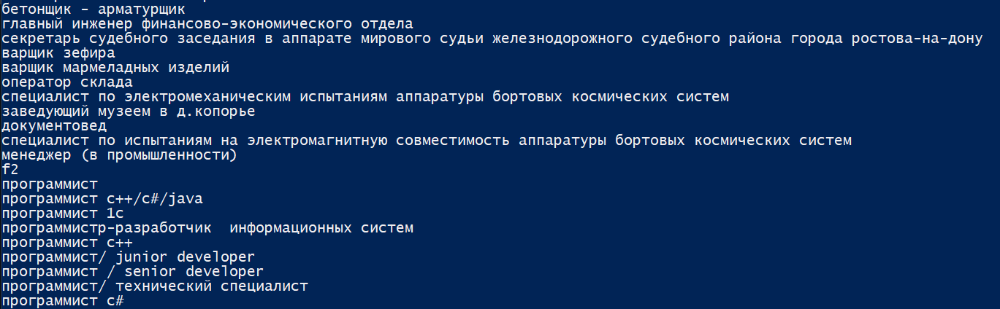 бетонщик - арматурщик
главный инженер финансово-экономического отдела
секретарь судебного заседания в аппарате мирового судьи железнодорожного судебного района города ростова-на-дону
варщик зефира
варщик мармеладных изделий
оператор склада
специалист по электромеханическим испытаниям аппаратуры бортовых космических систем
заведующий музеем в д.копорье
документовед
специалист по испытаниям на электромагнитную совместимость аппаратуры бортовых космических систем
менеджер (в промышленности)
f2
программист
программист c++/c#/java
программист 1с
программистр-разработчик  информационных систем
программист c++
программист/ junior developer
программист / senior developer
программист/ технический специалист
программист c#